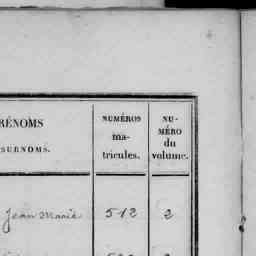 RÉNOMS
SURNOMS.
NUMÉROS
ma-
tricules.
NU-
MÉRO
du
volume.
Jean Marie 512 2